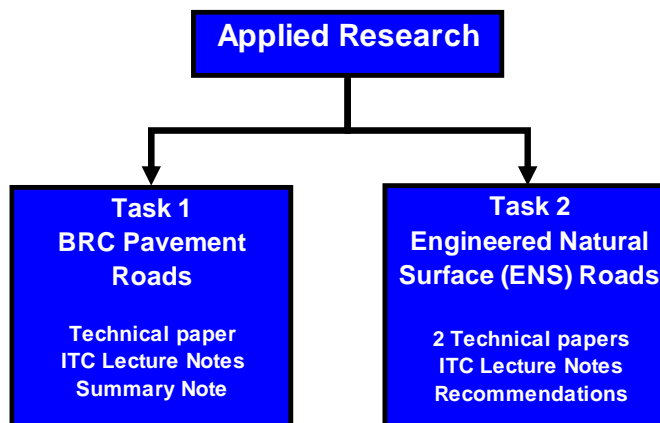 Applied Research
Task 1
BRC Pavement
Roads
Technical paper
ITC Lecture Notes
Summary Note
Task 2
Engineered Natural
Surface (ENS) Roads
2 Technical papers
ITC Lecture Notes
Recommendations